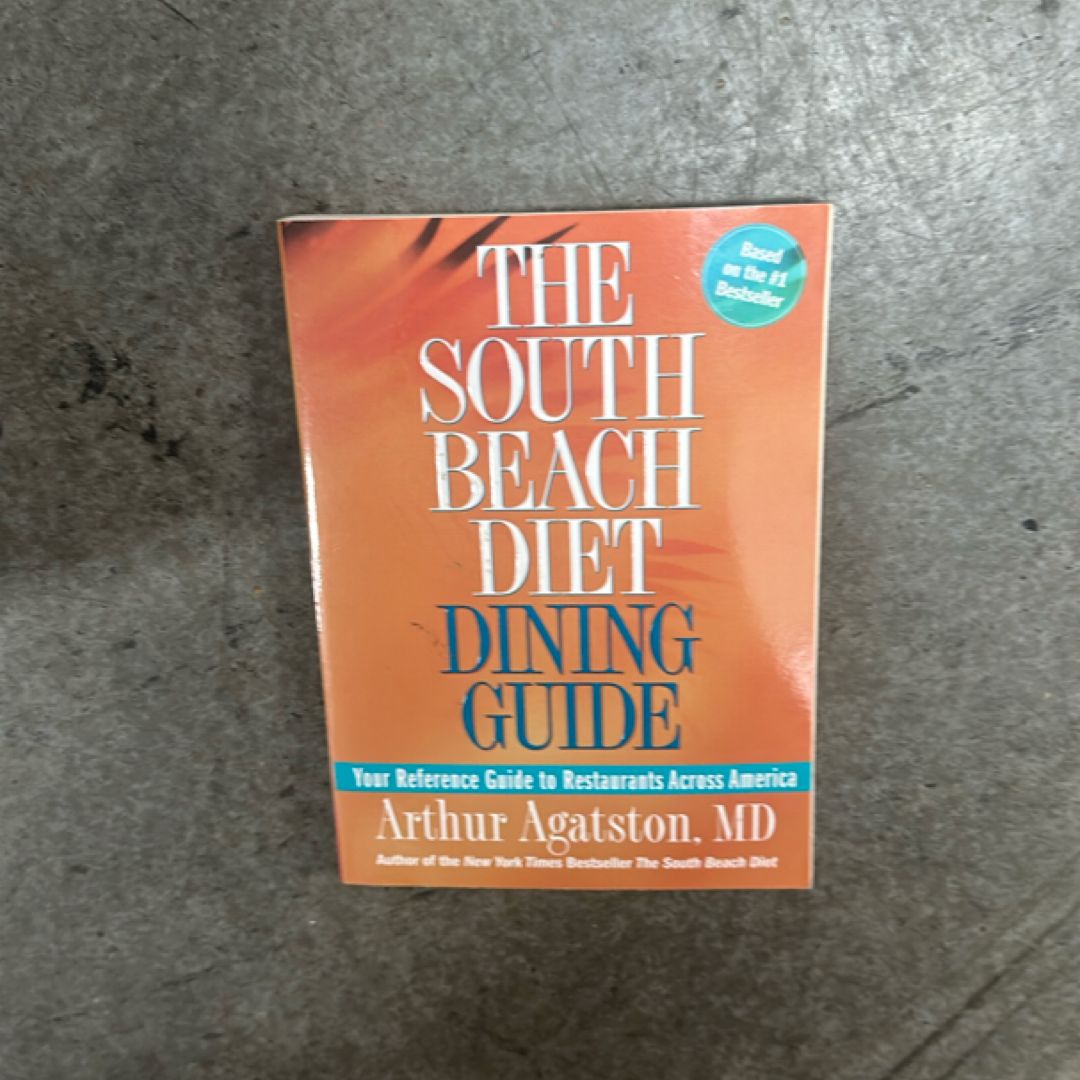 Based
on the #1
Bestseller
THE
SOUTH
BEACH
DIET
DINING
GUIDE
Your Reference Guide to Restaurants Across America
Arthur Agatston, MD
Author of the New York Times Bestseller The South Beach Diet